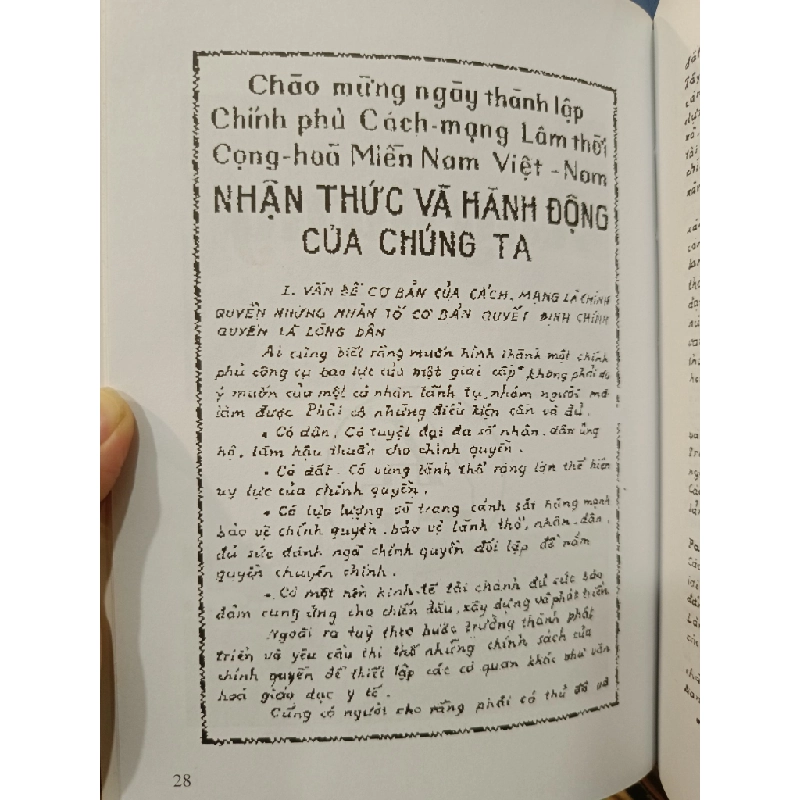 Chào mừng ngày thành lập
Chính phủ Cách-mạng Lâm thời
Cộng-hoà Miền Nam Việt-Nam
NHẬN THỨC VÀ HÀNH ĐỘNG
CỦA CHÚNG TA
I. VẤN ĐỀ CƠ BẢN CỦA CÁCH MẠNG LÀ CHÍNH
QUYỀN NHỮNG NHÂN TỐ CƠ BẢN QUYẾT ĐỊNH CHÍNH
QUYỀN LÀ LÒNG DÂN
Ai cũng biết rằng muốn hình thành một chính
phủ công cụ bạo lực của một giai cấp không phải do
ý muốn của một cá nhân lãnh tụ, nhóm người mà
làm được. Phải có những điều kiện cần và đủ.
• Có dân. Có tuyệt đại đa số nhân-dân ủng
hộ, làm hậu thuẫn cho chính quyền.
• Có đất. Có vùng lãnh thổ rộng lớn thể hiện
uy lực của chính quyền.
• Có lực lượng vũ trang cảnh sát hùng mạnh
bảo vệ chính quyền, bảo vệ lãnh thổ, nhân-dân,
đủ sức đánh ngã chính quyền đối lập để nắm
quyền chuyên chính.
• Có một nền kinh-tế tài chánh đủ sức bảo
đảm cung ứng cho chiến đấu, xây dựng và phát triển
Ngoài ra tuỳ theo bước trưởng thành phát
triển và yêu cầu thi thố những chính sách của
chính quyền để thiết lập các cơ quan khác như văn
hoá giáo dục y tế.
Cũng có người cho rằng phải có thủ đô và
28